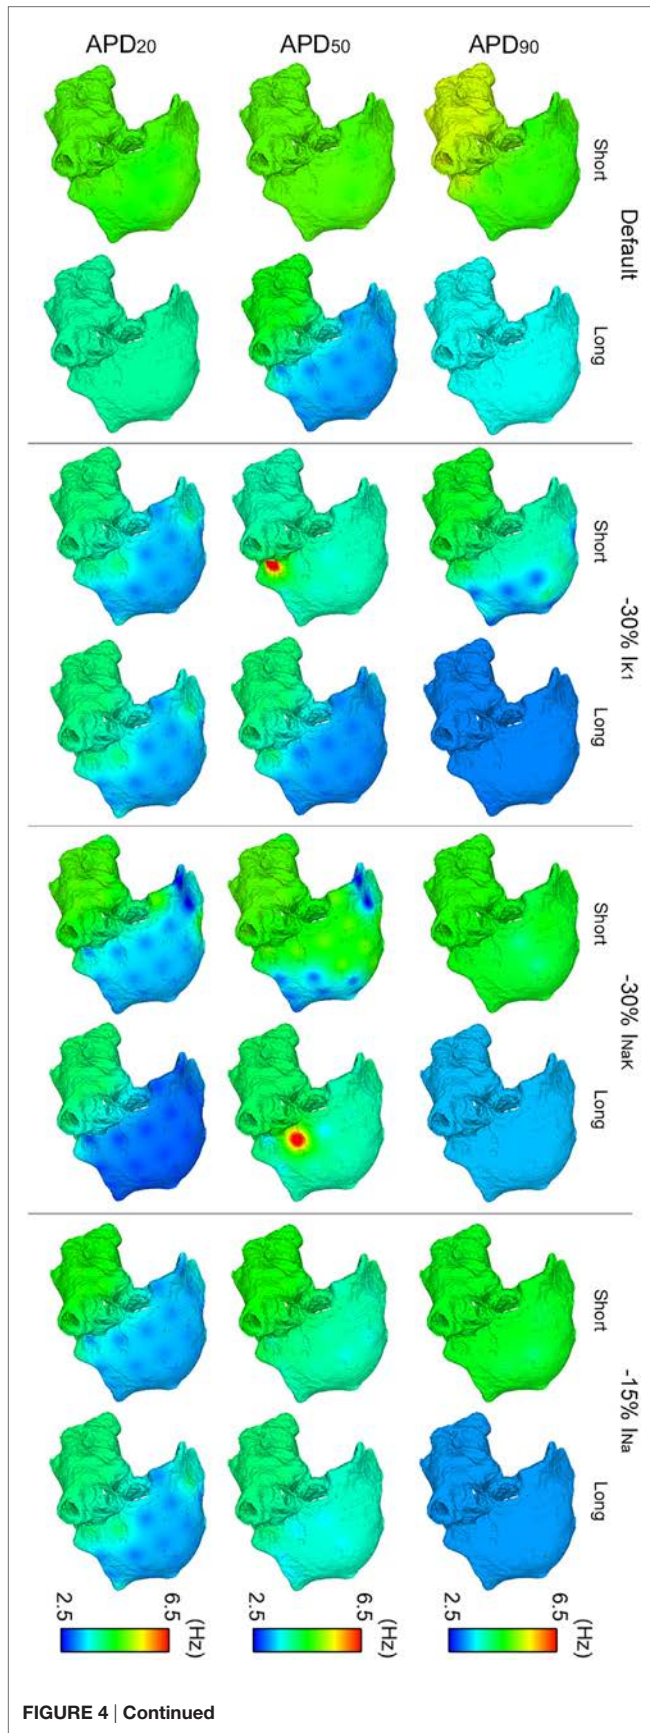 APD20 APD50 APD90
Short
Default
Long
Short
-30% IK1
Long
Short
-30% INaK
Long
Short
-15% INa
Long
6.5 (Hz)
2.5
6.5 (Hz)
2.5
6.5 (Hz)
2.5
FIGURE 4 | Continued